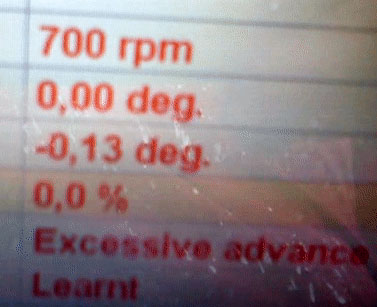 700 rpm
0,00 deg.
-0,13 deg.
0,0 %
Excessive advance
Learnt